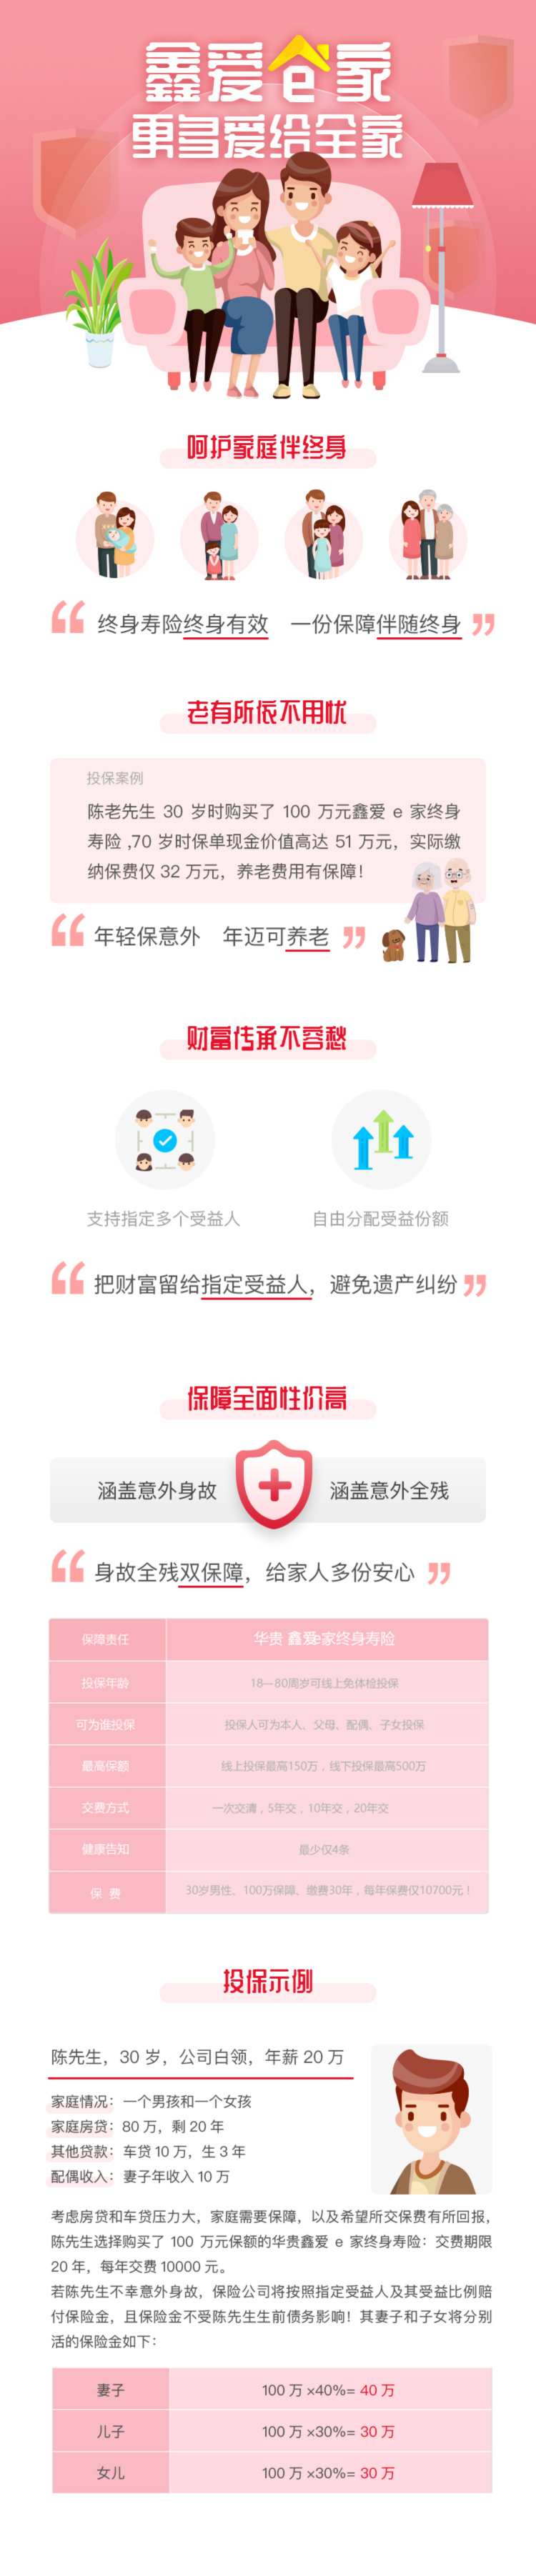 鑫爱e家
更多爱给全家
呵护家庭伴终身
终身寿险终身有效 一份保障伴随终身
老有所依不用忧
投保案例
陈老先生 30 岁时购买了 100 万元鑫爱 e 家终身
寿险 ,70 岁时保单现金价值高达 51 万元，实际缴
纳保费仅 32 万元，养老费用有保障！
年轻保意外 年迈可养老
财富传承不容愁
支持指定多个受益人 自由分配受益份额
把财富留给指定受益人，避免遗产纠纷
保障全面性价高
涵盖意外身故 涵盖意外全残
身故全残双保障，给家人多份安心
保障责任 华贵 鑫爱e家终身寿险
投保年龄 18—80周岁可线上免体检投保
可为谁投保 投保人可为本人、父母、配偶、子女投保
最高保额 线上投保最高150万，线下投保最高500万
交费方式 一次交清，5年交，10年交，20年交
健康告知 最少仅4条
保 费 30岁男性、100万保障、缴费30年，每年保费仅10700元！
投保示例
陈先生，30 岁，公司白领，年薪 20 万
家庭情况：一个男孩和一个女孩
家庭房贷：80 万，剩 20 年
其他贷款：车贷 10 万，生 3 年
配偶收入：妻子年收入 10 万
考虑房贷和车贷压力大，家庭需要保障，以及希望所交保费有所回报，
陈先生选择购买了 100 万元保额的华贵鑫爱 e 家终身寿险：交费期限
20 年，每年交费 10000 元。
若陈先生不幸意外身故，保险公司将按照指定受益人及其受益比例赔
付保险金，且保险金不受陈先生生前债务影响！其妻子和子女将分别
活的保险金如下：
妻子 100 万 ×40%= 40 万
儿子 100 万 ×30%= 30 万
女儿 100 万 ×30%= 30 万